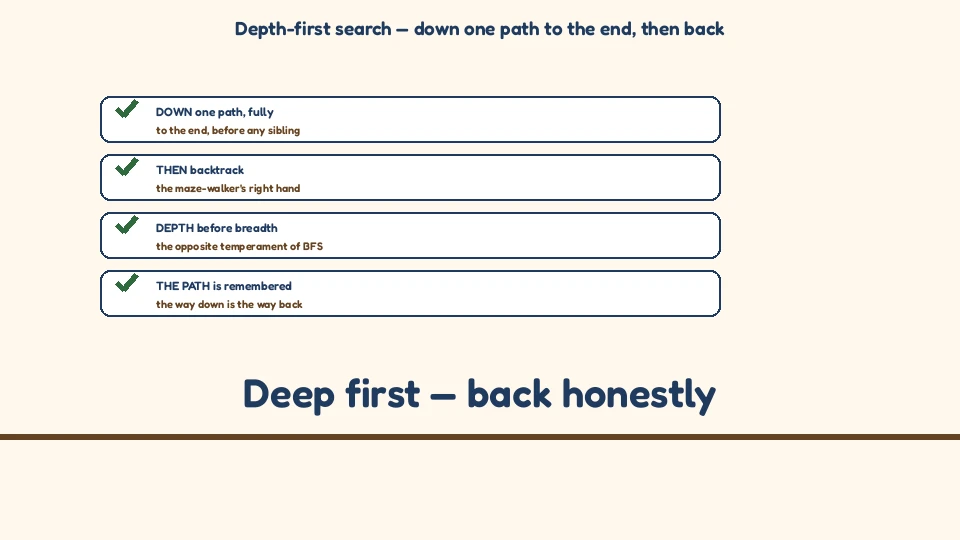 Depth-first search — down one path to the end, then back
DOWN one path, fully
to the end, before any sibling
THEN backtrack
the maze-walker's right hand
DEPTH before breadth
the opposite temperament of BFS
THE PATH is remembered
the way down is the way back
Deep first — back honestly